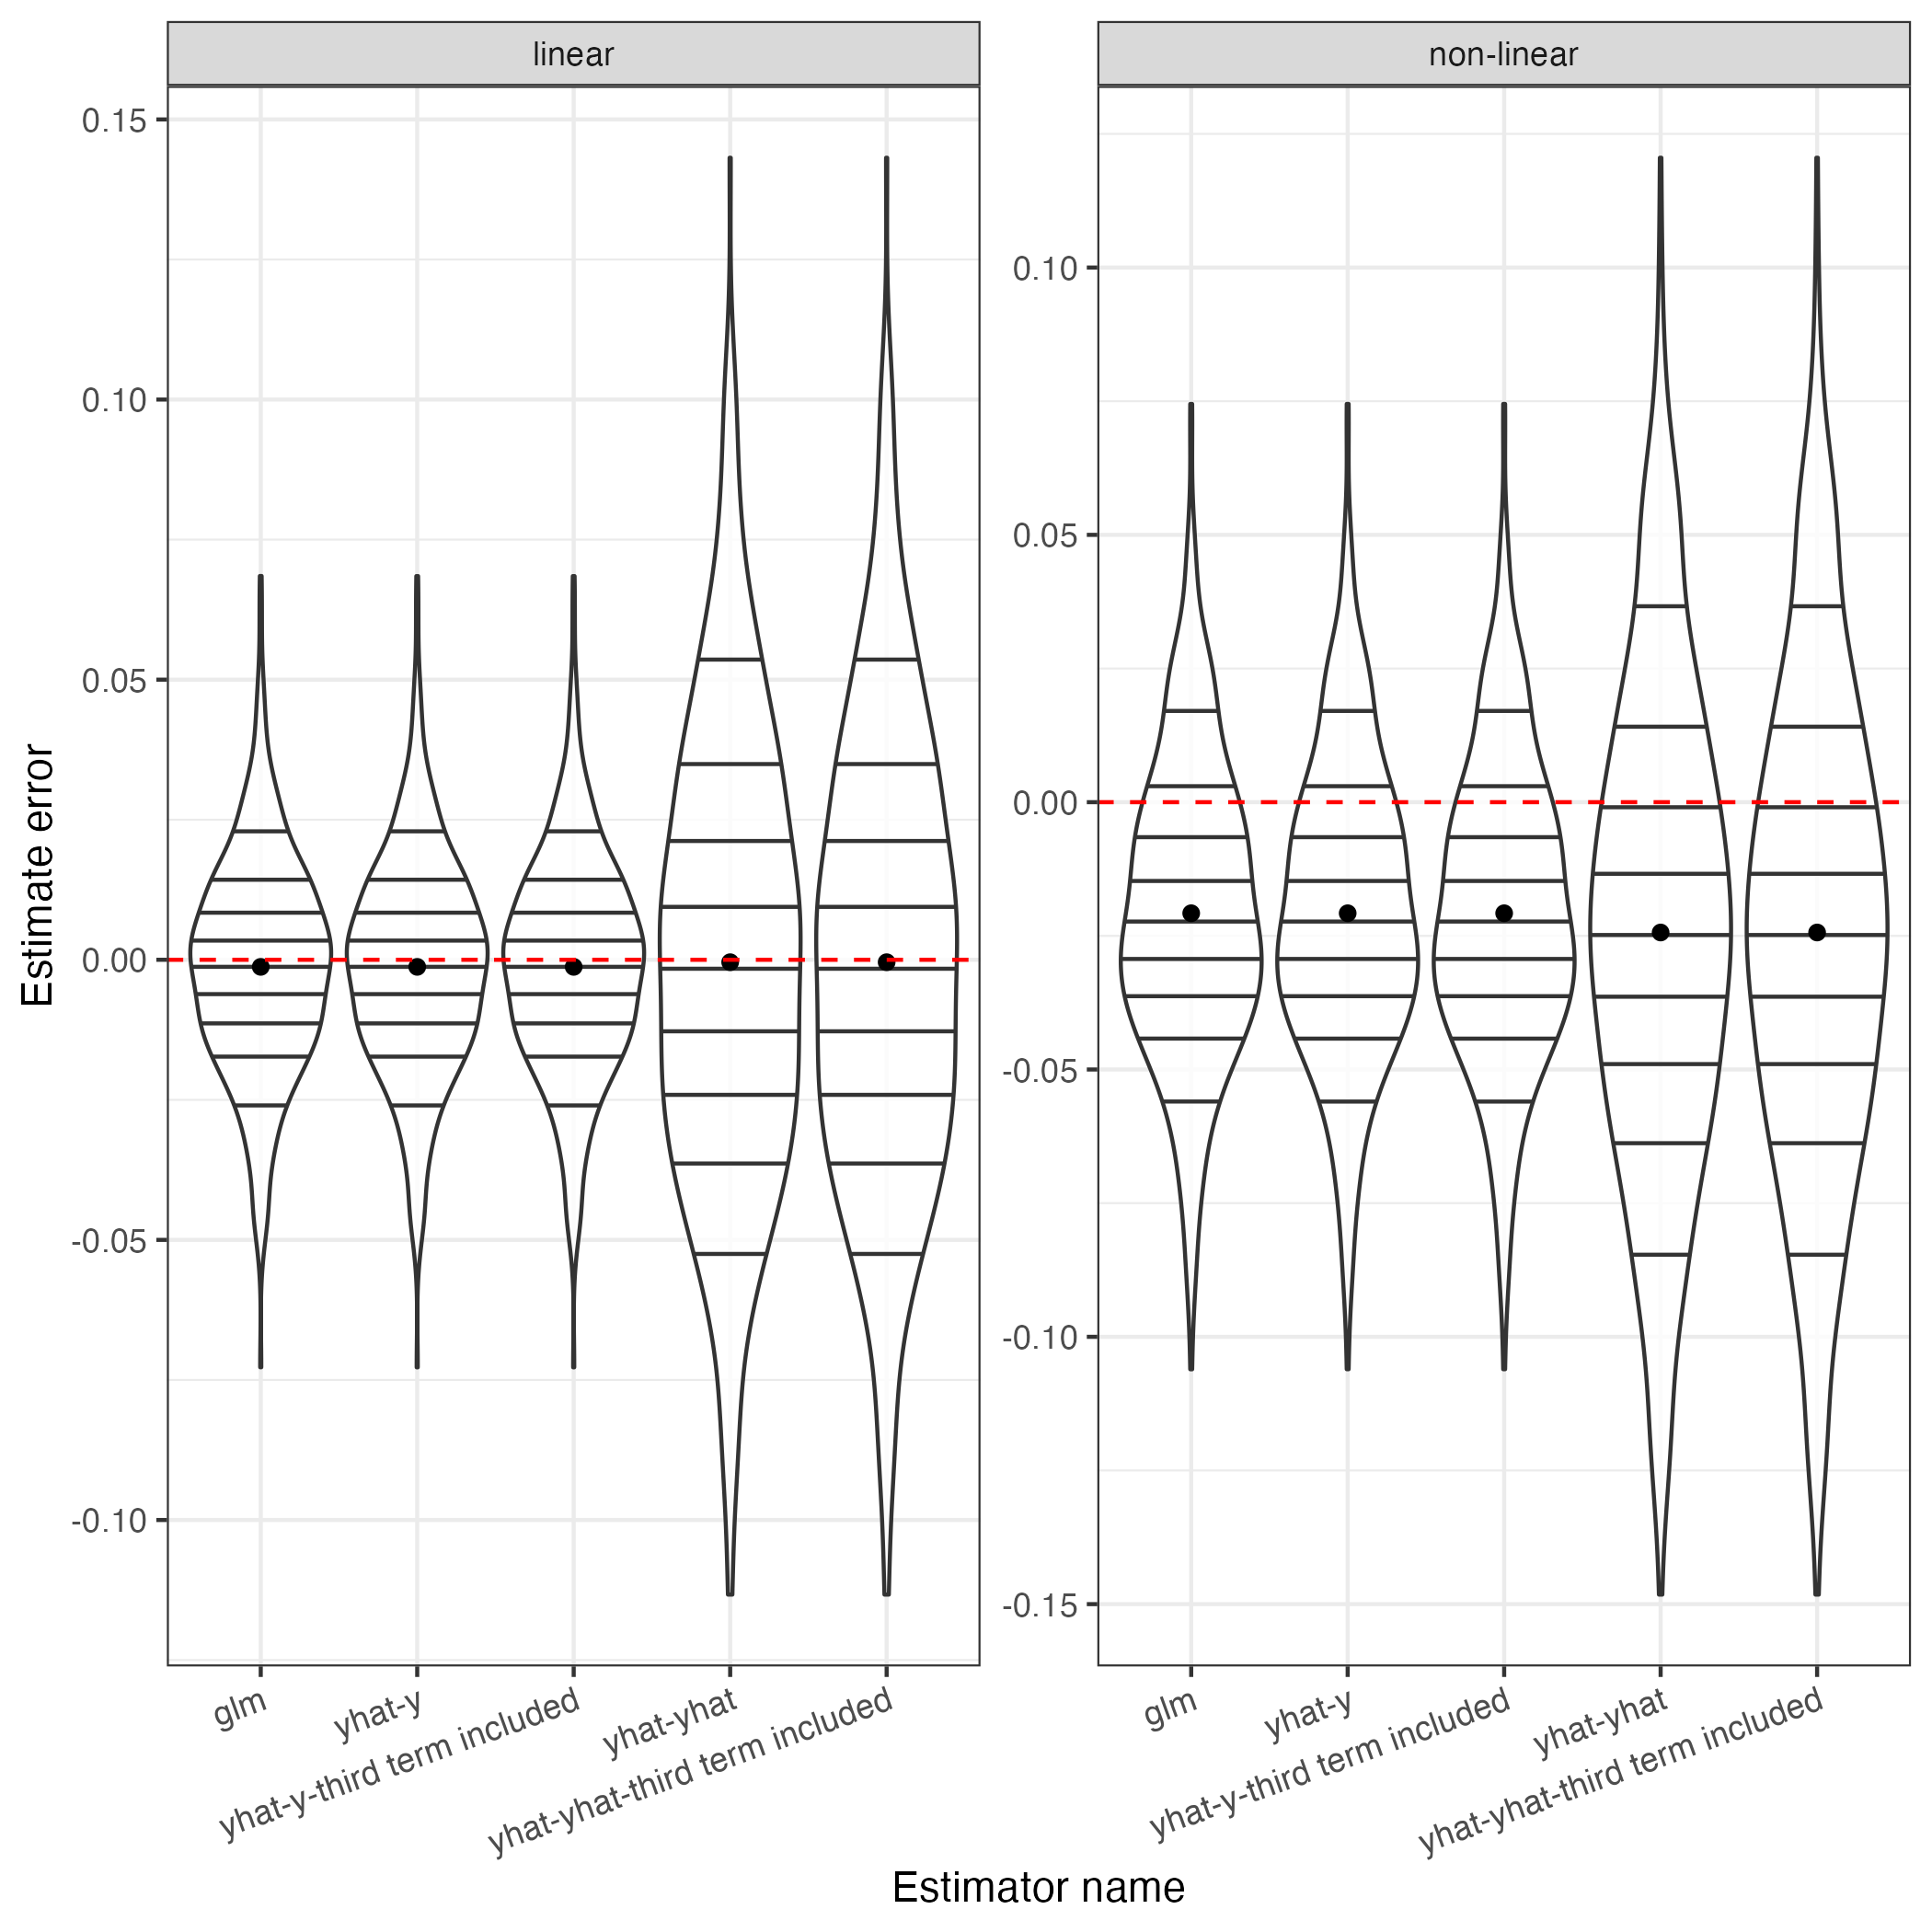 linear
non-linear
0.15
0.10
0.05
0.00
-0.05
-0.10
0.10
0.05
0.00
-0.05
-0.10
-0.15
Estimate error
glm
yhat-y
yhat-y-third term included
yhat-yhat
yhat-yhat-third term included
glm
yhat-y
yhat-y-third term included
yhat-yhat
yhat-yhat-third term included
Estimator name